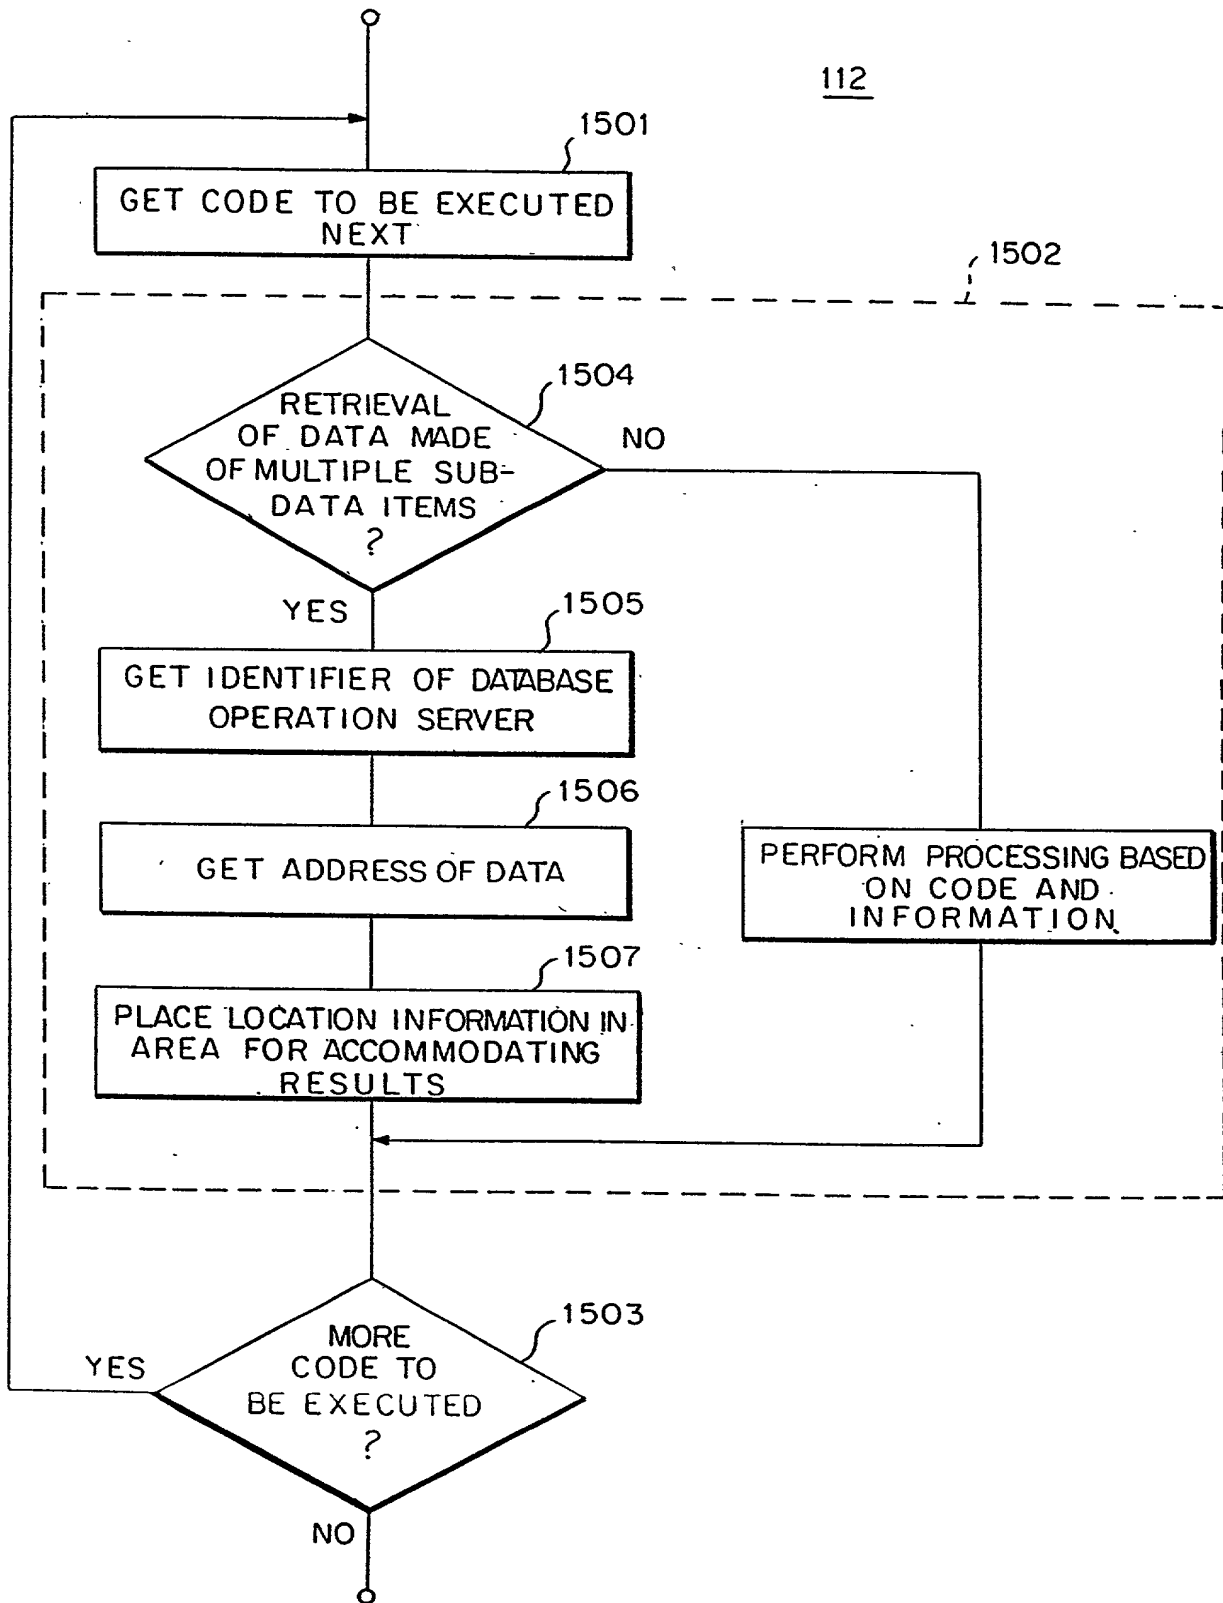 112
1501
GET CODE TO BE EXECUTED
NEXT
1502
1504
RETRIEVAL
OF DATA MADE
OF MULTIPLE SUB-
DATA ITEMS
?
NO
YES
1505
GET IDENTIFIER OF DATABASE
OPERATION SERVER
1506
GET ADDRESS OF DATA
PERFORM PROCESSING BASED
ON CODE AND
INFORMATION
1507
PLACE LOCATION INFORMATION IN
AREA FOR ACCOMMODATING
RESULTS
1503
MORE
CODE TO
BE EXECUTED
?
YES
NO